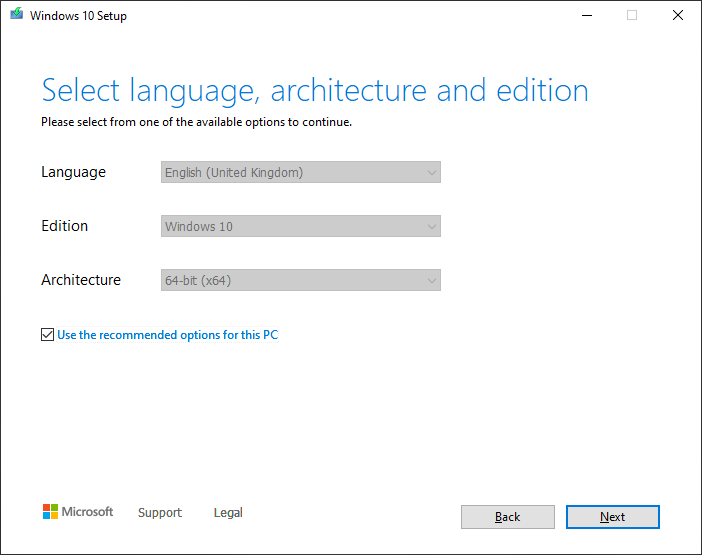 Windows 10 Setup
Select language, architecture and edition
Please select from one of the available options to continue.
Language English (United Kingdom)
Edition Windows 10
Architecture 64-bit (x64)
Use the recommended options for this PC
Microsoft Support Legal Back Next